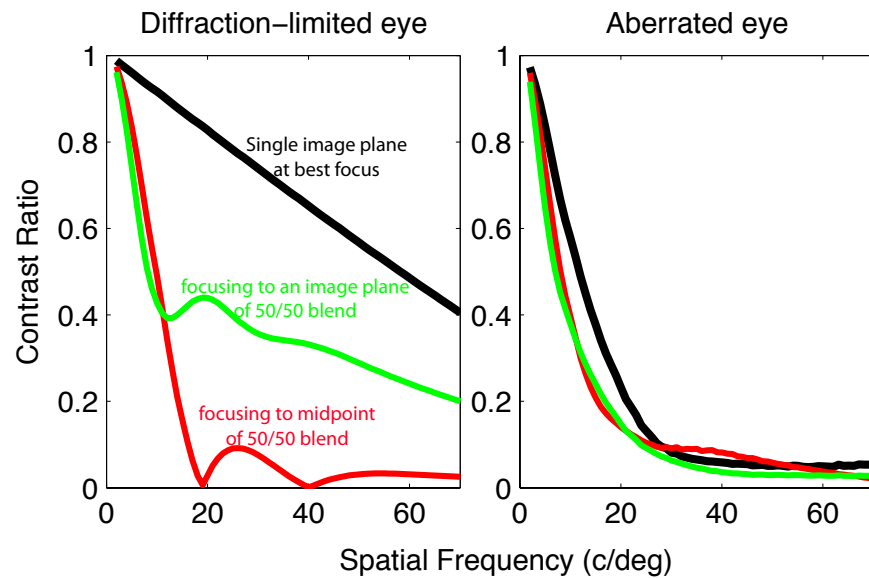 Diffraction−limited eye
Aberrated eye
1
0.8
0.6
0.4
0.2
0
Contrast Ratio
Single image plane
at best focus
focusing to an image plane
of 50/50 blend
focusing to midpoint
of 50/50 blend
0 20 40 60
1
0.8
0.6
0.4
0.2
0
0 20 40 60
Spatial Frequency (c/deg)